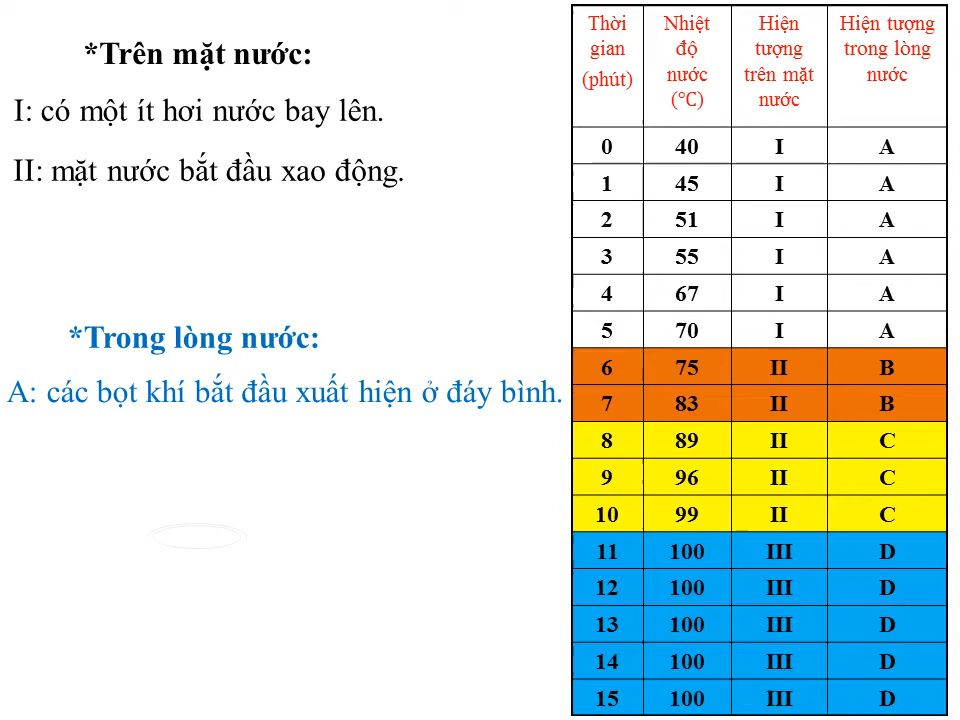 *Trên mặt nước:
I: có một ít hơi nước bay lên.
II: mặt nước bắt đầu xao động.
*Trong lòng nước:
A: các bọt khí bắt đầu xuất hiện ở đáy bình.
Thời gian (phút) Nhiệt độ nước (°C) Hiện tượng trên mặt nước Hiện tượng trong lòng nước
0 40 I A
1 45 I A
2 51 I A
3 55 I A
4 67 I A
5 70 I A
6 75 II B
7 83 II B
8 89 II C
9 96 II C
10 99 II C
11 100 III D
12 100 III D
13 100 III D
14 100 III D
15 100 III D